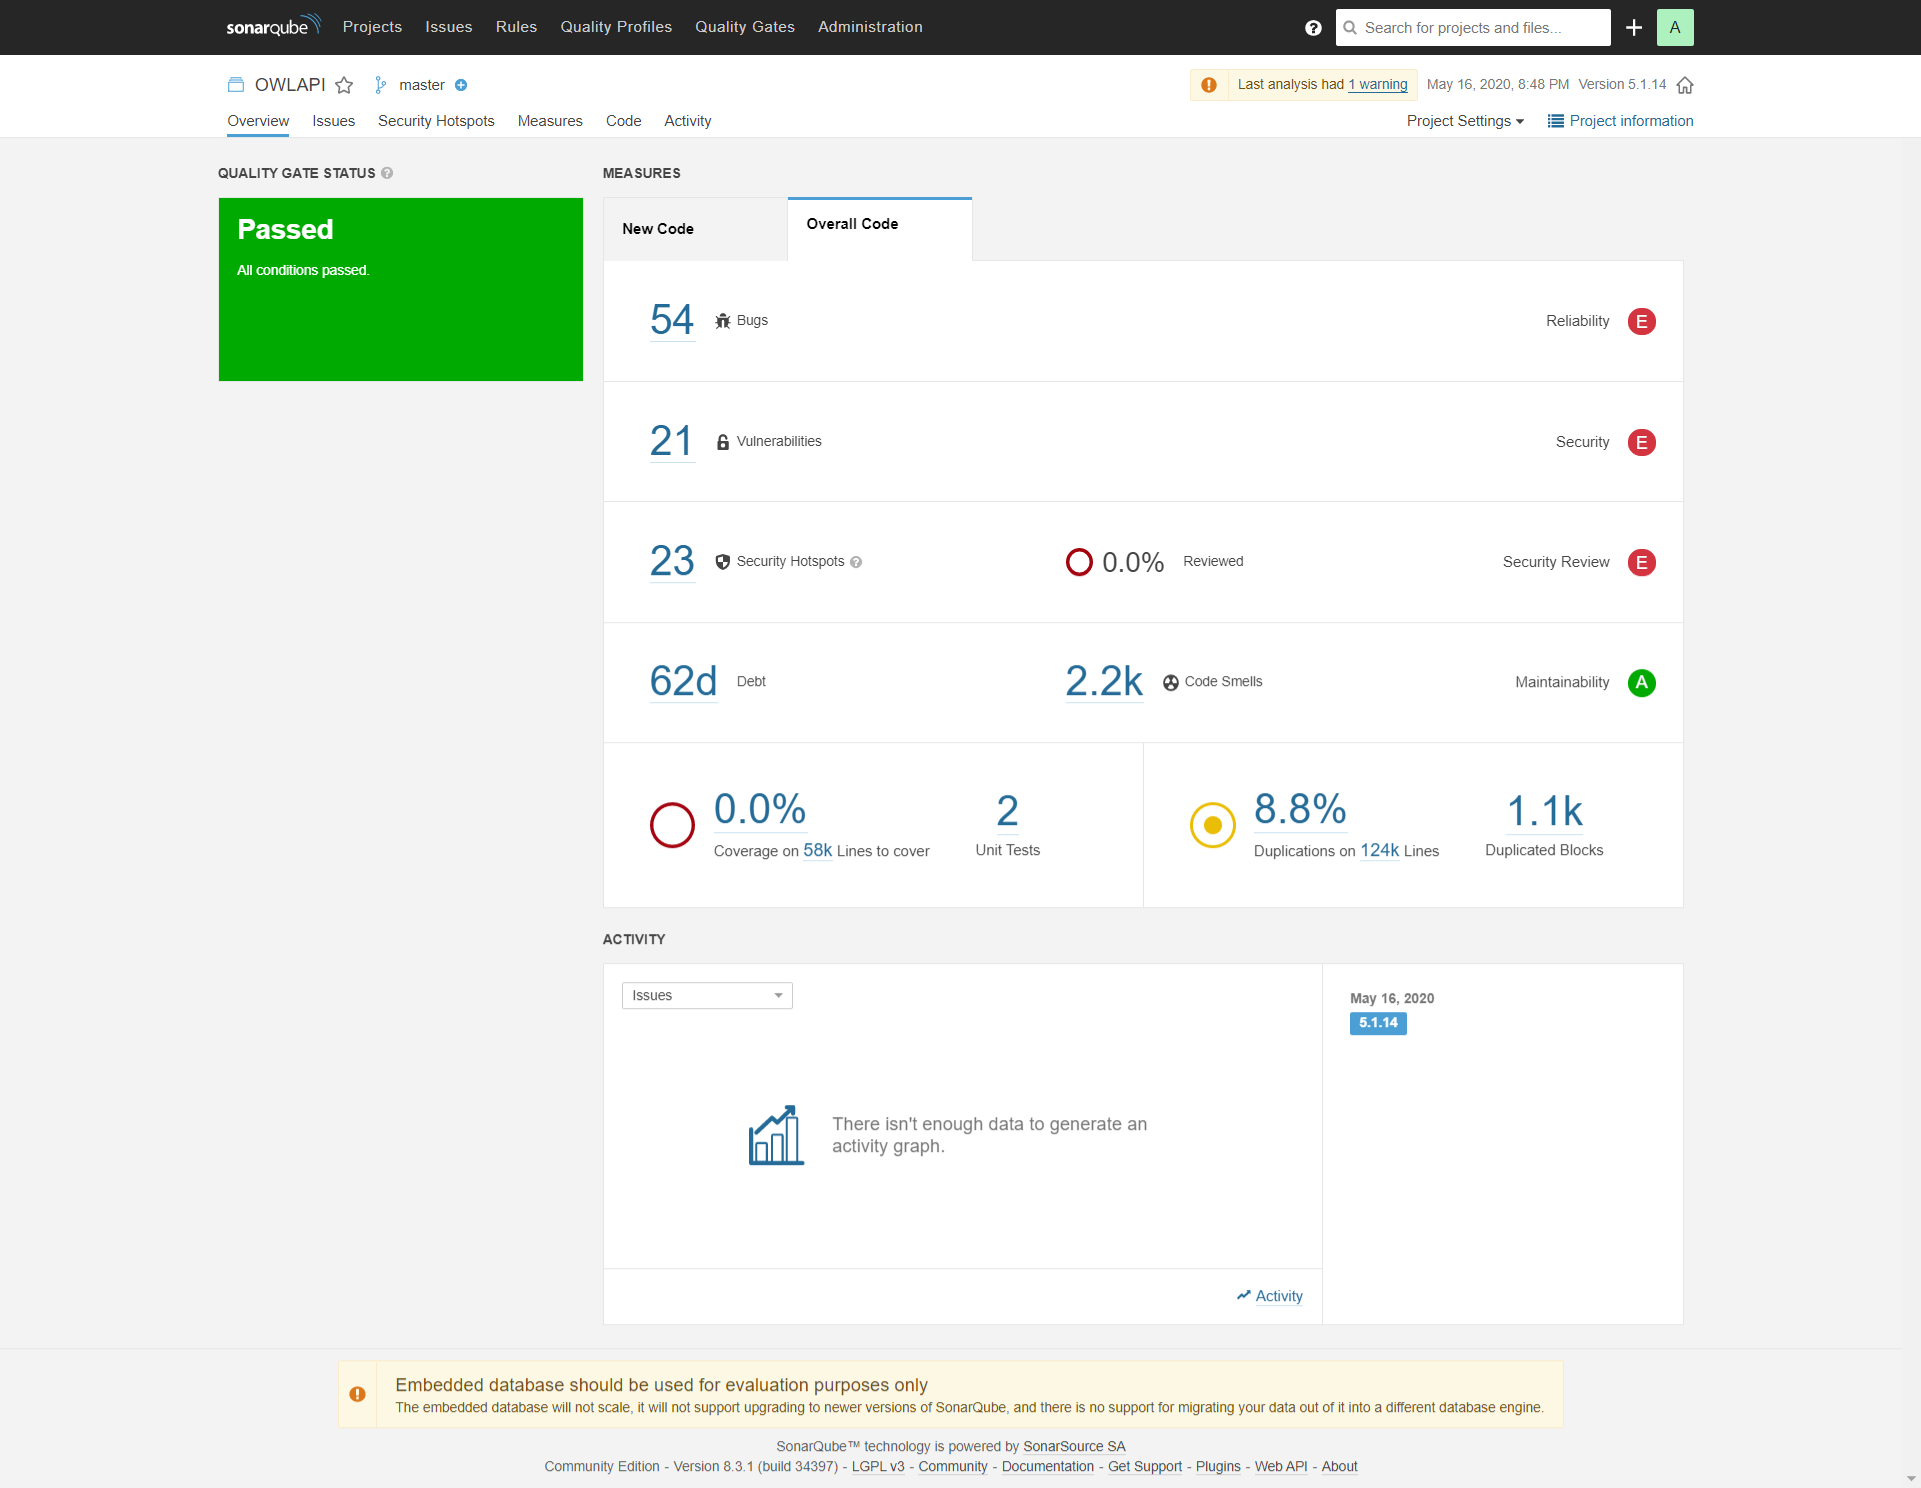 sonarqube Projects Issues Rules Quality Profiles Quality Gates Administration ? Search for projects and files... A
OWLAPI master Last analysis had 1 warning May 16, 2020, 8:48 PM Version 5.1.14
Overview Issues Security Hotspots Measures Code Activity Project Settings Project information
QUALITY GATE STATUS ?
Passed
All conditions passed.
MEASURES
New Code
Overall Code
54 Bugs Reliability E
21 Vulnerabilities Security E
23 Security Hotspots ? 0.0% Reviewed Security Review E
62d Debt 2.2k Code Smells Maintainability A
0.0% 2 8.8% 1.1k
Coverage on 58k Lines to cover Unit Tests Duplications on 124k Lines Duplicated Blocks
ACTIVITY
Issues
May 16, 2020
5.1.14
There isn't enough data to generate an
activity graph.
Activity
Embedded database should be used for evaluation purposes only
The embedded database will not scale, it will not support upgrading to newer versions of SonarQube, and there is no support for migrating your data out of it into a different database engine.
SonarQube™ technology is powered by SonarSource SA
Community Edition - Version 8.3.1 (build 34397) - LGPL v3 - Community - Documentation - Get Support - Plugins - Web API - About